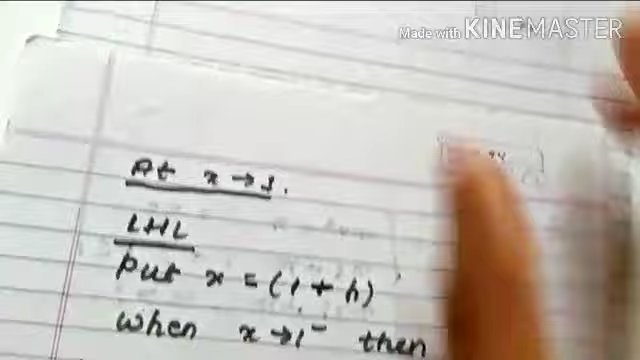 Made with KINEMASTER
At x → 1.
LHL
put x = (1 + h)
when x → 1⁻ then